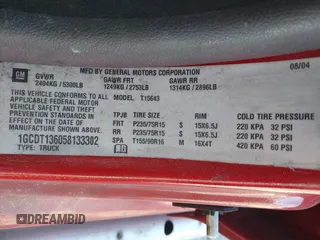 MFD BY GENERAL MOTORS CORPORATION
08/04
GM
GVWR GAWR FRT GAWR RR
2404KG / 5300LB 1249KG / 2753LB 1314KG / 2896LB
THIS VEHICLE CONFORMS TO ALL MODEL: T15643
APPLICABLE FEDERAL MOTOR
VEHICLE SAFETY AND
THEFT PREVENTION STANDARDS
IN EFFECT ON THE DATE OF
MANUFACTURE SHOWN ABOVE.
1GCDT136058133302
TYPE: TRUCK
TPJB TIRE SIZE RIM COLD TIRE PRESSURE
FRT P235/75R15 S 15X6.5J 220 KPA 32 PSI
RR P235/75R15 S 15X6.5J 220 KPA 32 PSI
SPA T155/90R16 M 16X4T 420 KPA 60 PSI
DREAMBID.COM